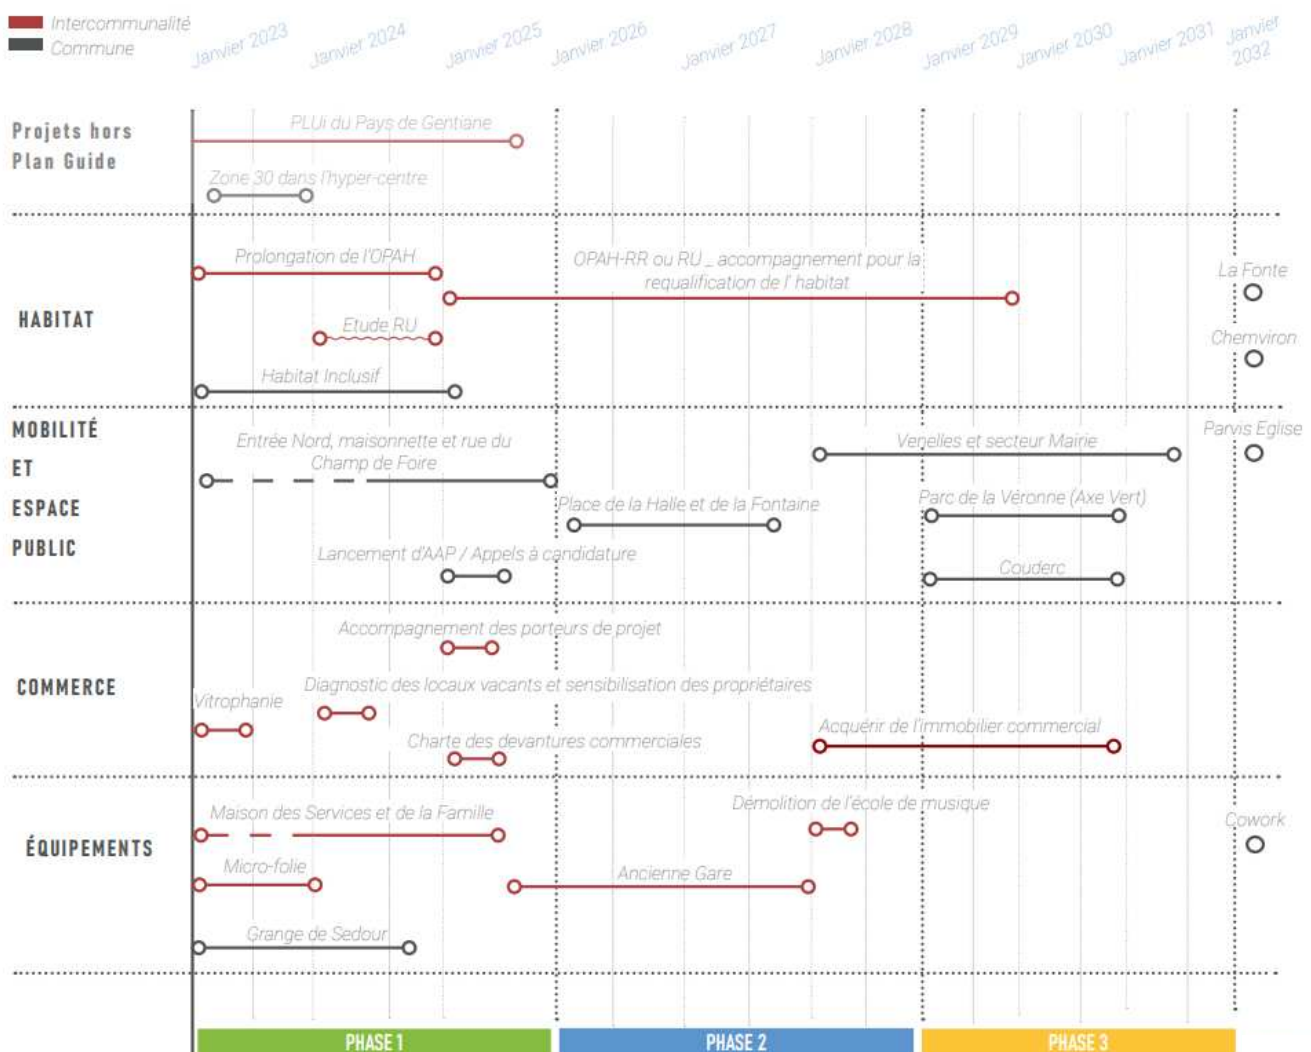 Intercommunalité
Commune
Janvier 2023
Janvier 2024
Janvier 2025
Janvier 2026
Janvier 2027
Janvier 2028
Janvier 2029
Janvier 2030
Janvier 2031
Janvier
2032
Projets hors
Plan Guide
PLUi du Pays de Gentiane
Zone 30 dans l'hyper-centre
HABITAT
Prolongation de l'OPAH
OPAH-RR ou RU _ accompagnement pour la
requalification de l' habitat
Etude RU
Habitat Inclusif
La Fonte
Chemviron
MOBILITÉ
ET
ESPACE
PUBLIC
Entrée Nord, maisonnette et rue du
Champ de Foire
Venelles et secteur Mairie
Parvis Eglise
Place de la Halle et de la Fontaine
Parc de la Véronne (Axe Vert)
Lancement d'AAP / Appels à candidature
Couderc
COMMERCE
Accompagnement des porteurs de projet
Diagnostic des locaux vacants et sensibilisation des propriétaires
Vitrophanie
Charte des devantures commerciales
Acquérir de l'immobilier commercial
ÉQUIPEMENTS
Maison des Services et de la Famille
Démolition de l'école de musique
Cowork
Micro-folie
Ancienne Gare
Grange de Sedour
PHASE 1
PHASE 2
PHASE 3